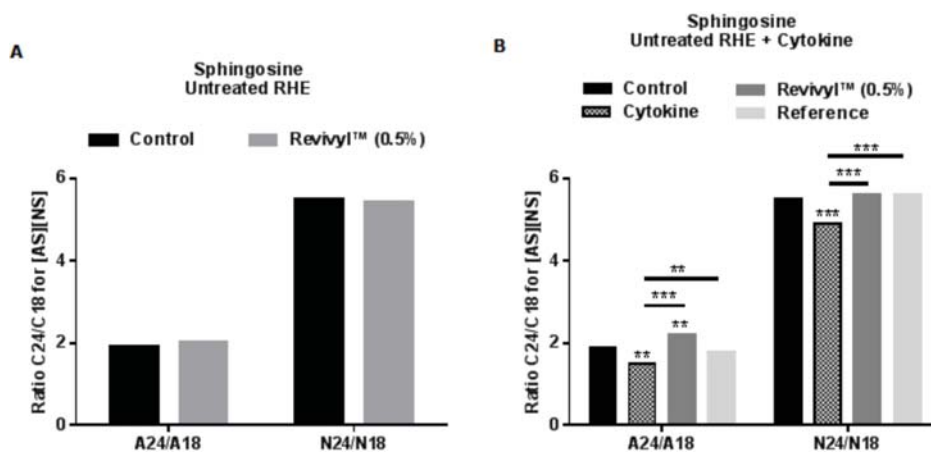 A
Sphingosine
Untreated RHE
Control
Revivyl™ (0.5%)
Ratio C24/C18 for [AS][NS]
6
4
2
0
A24/A18
N24/N18
B
Sphingosine
Untreated RHE + Cytokine
Control
Revivyl™ (0.5%)
Cytokine
Reference
Ratio C24/C18 for [AS][NS]
6
4
2
0
**
***
**
**
***
***
***
A24/A18
N24/N18